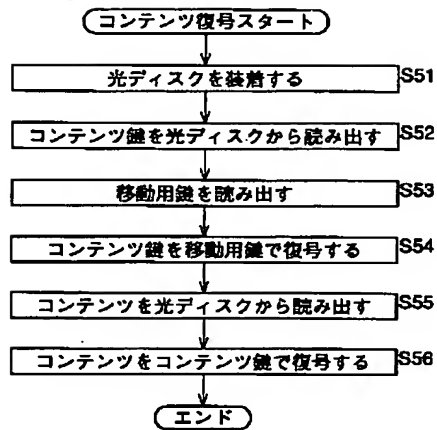 コンテンツ復号スタート
光ディスクを装着する S51
コンテンツ鍵を光ディスクから読み出す S52
移動用鍵を読み出す S53
コンテンツ鍵を移動用鍵で復号する S54
コンテンツを光ディスクから読み出す S55
コンテンツをコンテンツ鍵で復号する S56
エンド